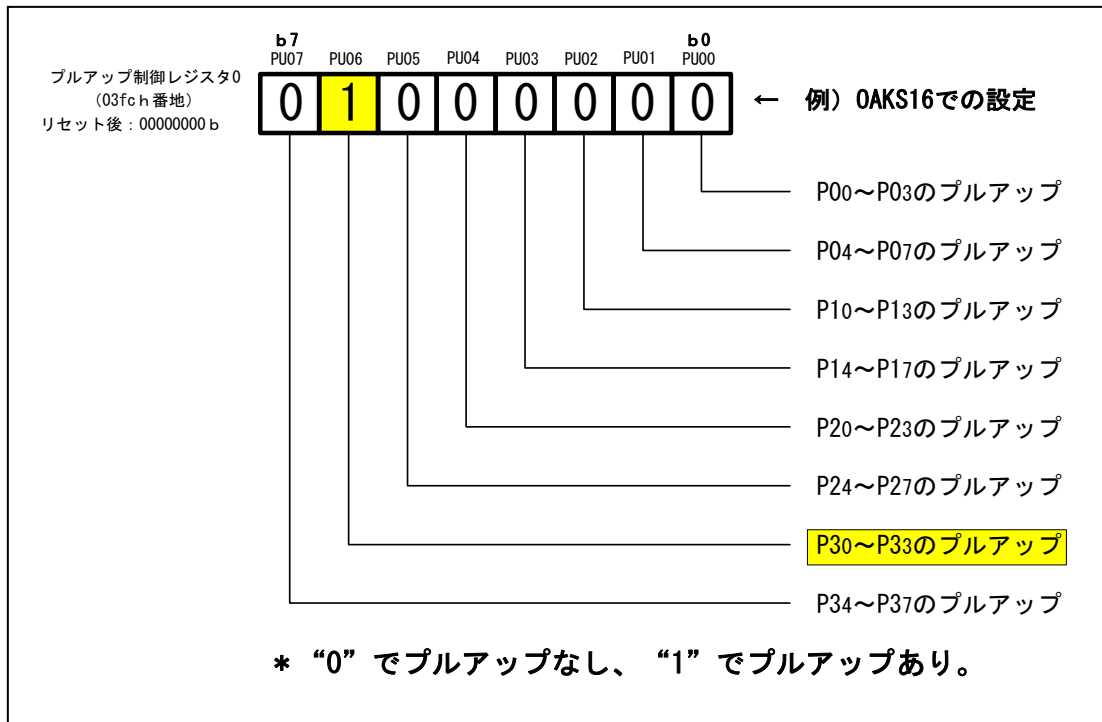 b7 b0
PU07 PU06 PU05 PU04 PU03 PU02 PU01 PU00
プルアップ制御レジスタ0
(03fch番地)
リセット後:00000000b
0 1 0 0 0 0 0 0 ← 例) OAKS16での設定
P00～P03のプルアップ
P04～P07のプルアップ
P10～P13のプルアップ
P14～P17のプルアップ
P20～P23のプルアップ
P24～P27のプルアップ
P30～P33のプルアップ
P34～P37のプルアップ
* “0”でプルアップなし、“1”でプルアップあり。